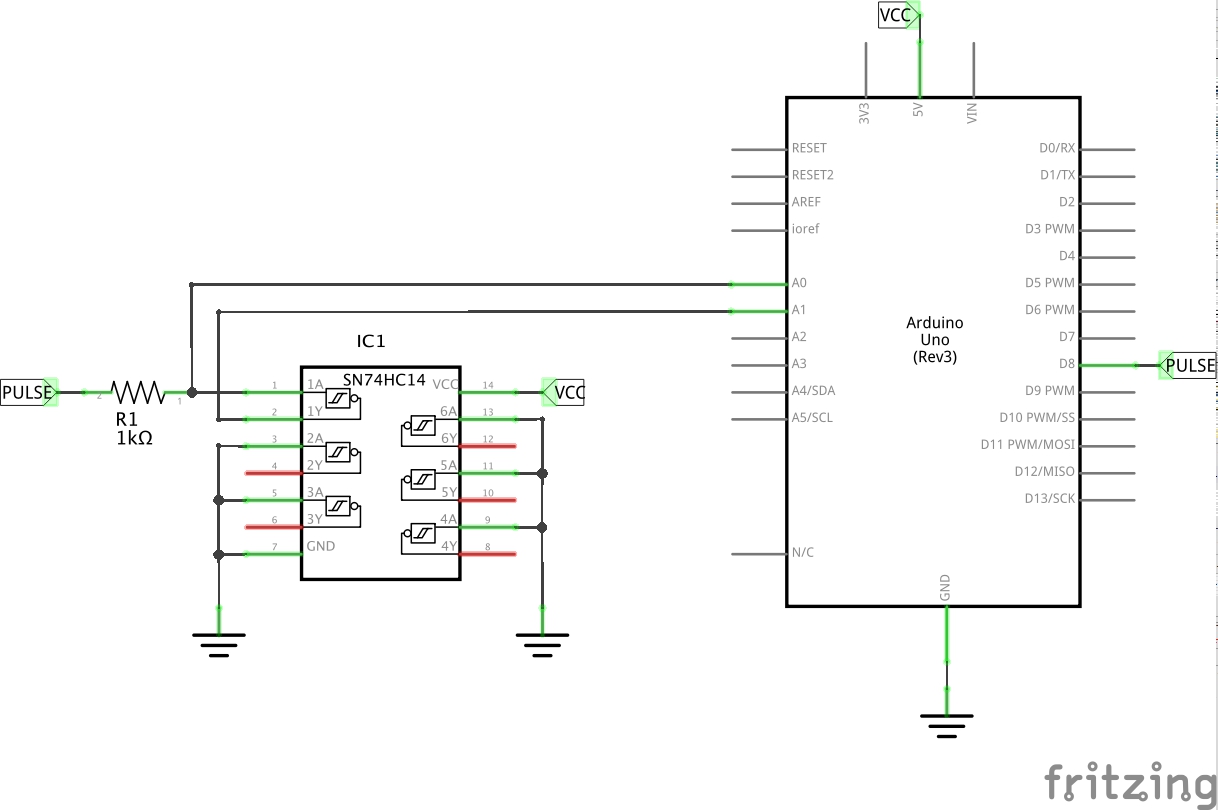 VCC
3V3
5V
VIN
RESET
RESET2
AREF
ioref
A0
A1
A2
A3
A4/SDA
A5/SCL
N/C
Arduino
Uno
(Rev3)
D0/RX
D1/TX
D2
D3 PWM
D4
D5 PWM
D6 PWM
D7
D8
D9 PWM
D10 PWM/SS
D11 PWM/MOSI
D12/MISO
D13/SCK
GND
PULSE
IC1
SN74HC14
PULSE
2
1
R1
1kΩ
1 1A
2 1Y
3 2A
4 2Y
5 3A
6 3Y
7 GND
VCC 14
6A 13
6Y 12
5A 11
5Y 10
4A 9
4Y 8
VCC
fritzing